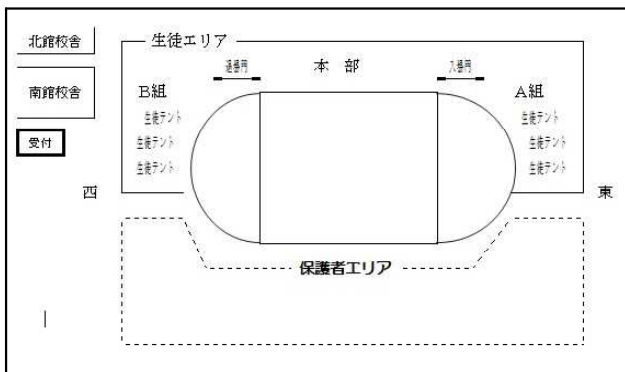 北館校舎
生徒エリア
退場門
本 部
入場門
南館校舎
B組
A組
生徒テント
生徒テント
受付
生徒テント
生徒テント
生徒テント
生徒テント
西
東
保護者エリア